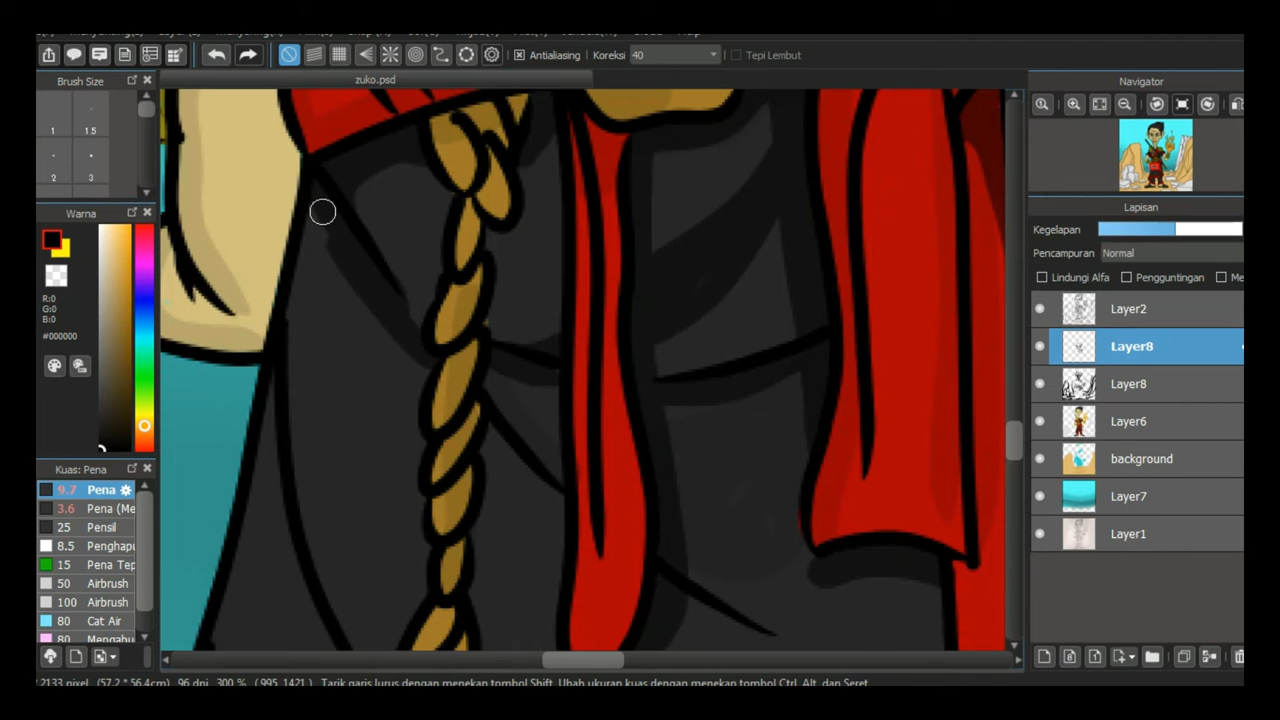 Antialiasing Koreksi 40 Tepi Lembut
Brush Size
zuko.psd
Navigator
1 1.5
2 3
Warna
Lapisan
Kegelapan
Pencampuran Normal
Lindungi Alfa Pengguntingan Me
R:0
G:0
B:0
#000000
Layer2
Layer8
Layer8
Layer6
background
Layer7
Layer1
Kuas: Pena
9.7 Pena
3.6 Pena (Me
25 Pensil
8.5 Penghapu
15 Pena Tep
50 Airbrush
100 Airbrush
80 Cat Air
80 Mengabu
2133 pixel (57.2 * 56.4cm) 96 dpi 300 % ( 995, 1421 ) Tarik garis lurus dengan menekan tombol Shift. Ubah ukuran kuas dengan menekan tombol Ctrl, Alt, dan Seret.